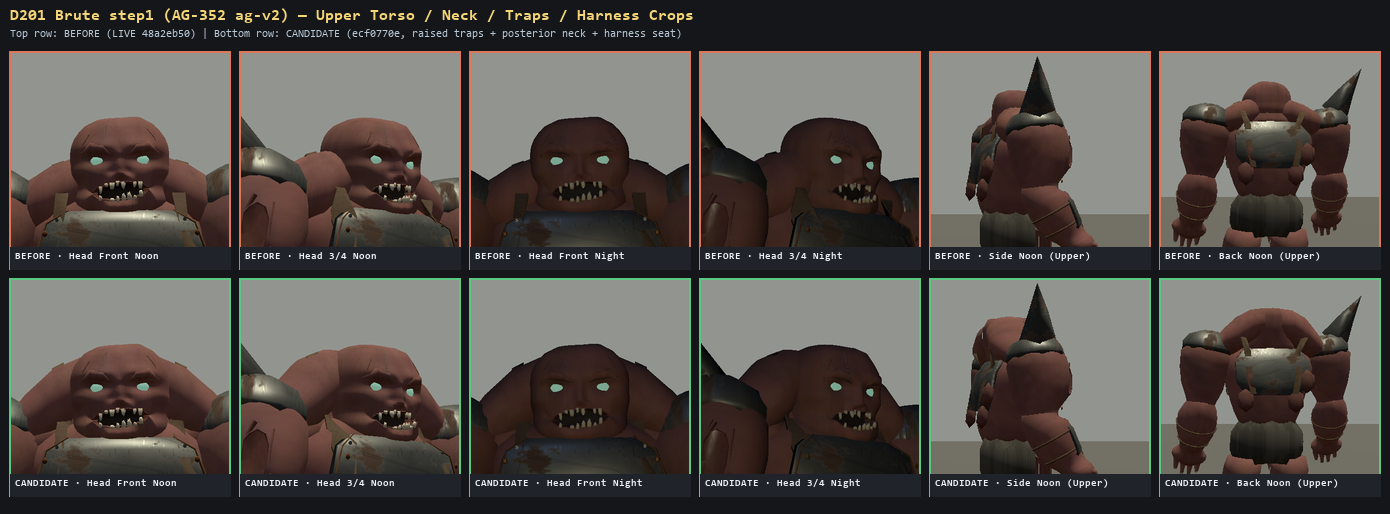 D201 Brute step1 (AG-352 ag-v2) — Upper Torso / Neck / Traps / Harness Crops
Top row: BEFORE (LIVE 48a2eb50) | Bottom row: CANDIDATE (ecf0770e, raised traps + posterior neck + harness seat)
BEFORE · Head Front Noon
BEFORE · Head 3/4 Noon
BEFORE · Head Front Night
BEFORE · Head 3/4 Night
BEFORE · Side Noon (Upper)
BEFORE · Back Noon (Upper)
CANDIDATE · Head Front Noon
CANDIDATE · Head 3/4 Noon
CANDIDATE · Head Front Night
CANDIDATE · Head 3/4 Night
CANDIDATE · Side Noon (Upper)
CANDIDATE · Back Noon (Upper)